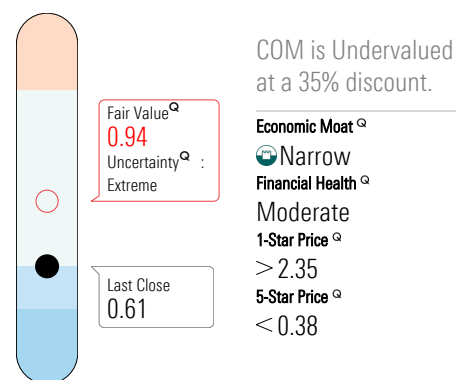 COM is Undervalued
at a 35% discount.
Fair Value Q
0.94
Uncertainty Q :
Extreme
Last Close
0.61
Economic Moat Q
Narrow
Financial Health Q
Moderate
1-Star Price Q
> 2.35
5-Star Price Q
< 0.38